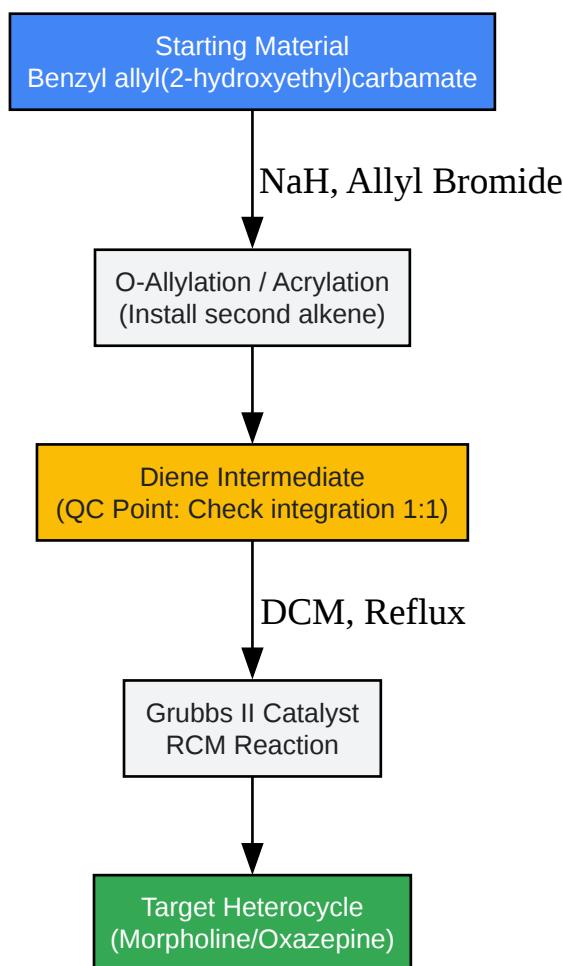 Starting Material
Benzyl allyl(2-hydroxyethyl)carbamate
NaH, Allyl Bromide
O-Allylation / Acrylation
(Install second alkene)
Diene Intermediate
(QC Point: Check integration 1:1)
DCM, Reflux
Grubbs II Catalyst
RCM Reaction
Target Heterocycle
(Morpholine/Oxazepine)